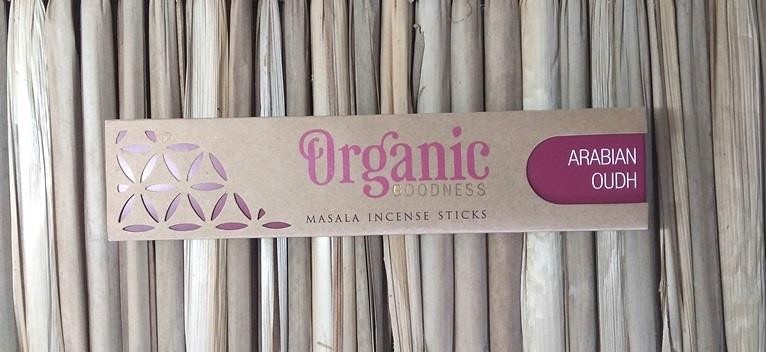 Organic
GOODNESS
MASALA INCENSE STICKS
ARABIAN
OUDH